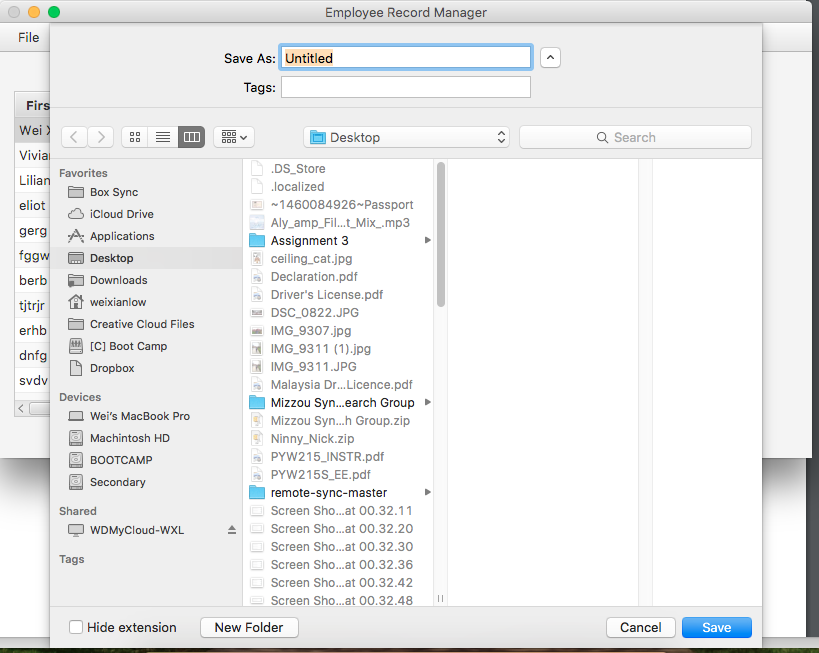 Employee Record Manager
File
Save As: Untitled
Tags:
Desktop
Search
Firs
Wei X
Vivia
Lilian
eliot
gerg
fggw
berb
tjtrjr
erhb
dnfg
svdv
Favorites
Box Sync
iCloud Drive
Applications
Desktop
Downloads
weixianlow
Creative Cloud Files
[C] Boot Camp
Dropbox
Devices
Wei's MacBook Pro
Machintosh HD
BOOTCAMP
Secondary
Shared
WDMyCloud-WXL
Tags
.DS_Store
.localized
~1460084926~Passport
Aly_amp_Fil...t_Mix_.mp3
Assignment 3
ceiling_cat.jpg
Declaration.pdf
Driver's License.pdf
DSC_0822.JPG
IMG_9307.jpg
IMG_9311 (1).jpg
IMG_9311.JPG
Malaysia Dr...Licence.pdf
Mizzou Syn...earch Group
Mizzou Syn...h Group.zip
Ninny_Nick.zip
PYW215_INSTR.pdf
PYW215S_EE.pdf
remote-sync-master
Screen Sho...at 00.32.11
Screen Sho...at 00.32.20
Screen Sho...at 00.32.30
Screen Sho...at 00.32.36
Screen Sho...at 00.32.42
Screen Sho...at 00.32.48
Hide extension
New Folder
Cancel
Save